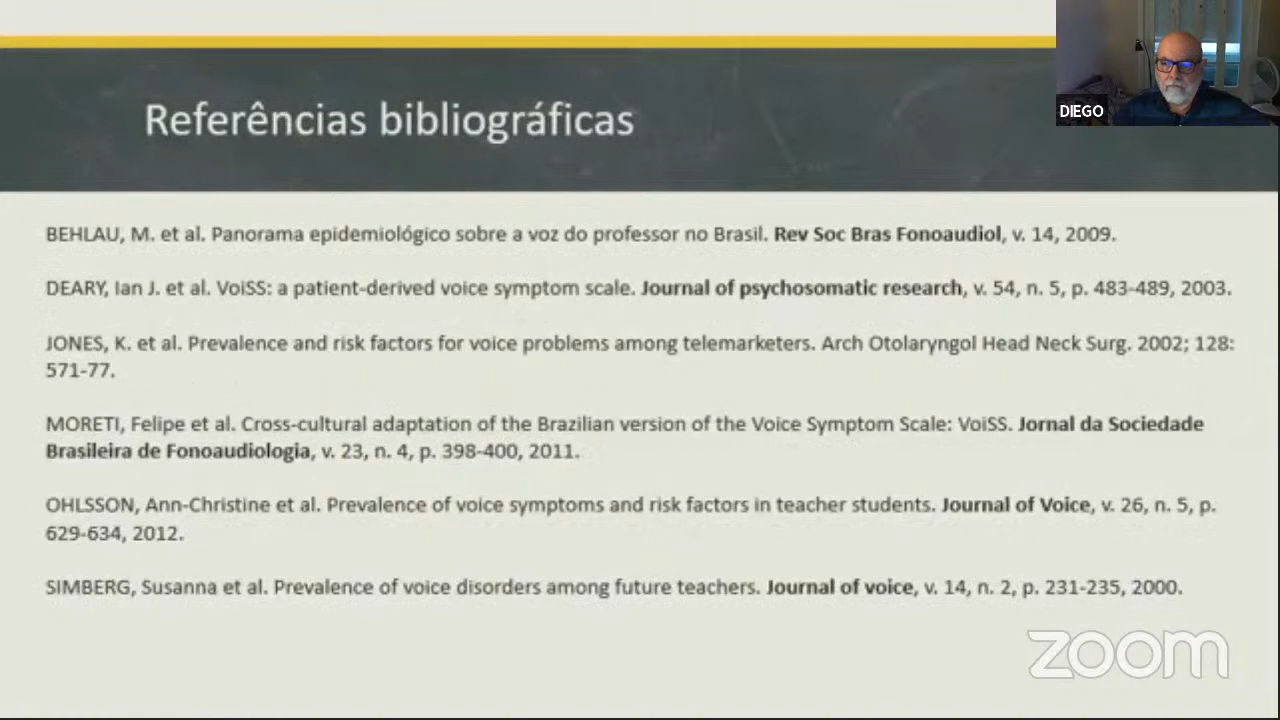 Referências bibliográficas
DIEGO
BEHLAU, M. et al. Panorama epidemiológico sobre a voz do professor no Brasil. Rev Soc Bras Fonoaudiol, v. 14, 2009.
DEARY, Ian J. et al. VoiSS: a patient-derived voice symptom scale. Journal of psychosomatic research, v. 54, n. 5, p. 483-489, 2003.
JONES, K. et al. Prevalence and risk factors for voice problems among telemarketers. Arch Otolaryngol Head Neck Surg. 2002; 128:
571-77.
MORETI, Felipe et al. Cross-cultural adaptation of the Brazilian version of the Voice Symptom Scale: VoiSS. Jornal da Sociedade
Brasileira de Fonoaudiologia, v. 23, n. 4, p. 398-400, 2011.
OHLSSON, Ann-Christine et al. Prevalence of voice symptoms and risk factors in teacher students. Journal of Voice, v. 26, n. 5, p.
629-634, 2012.
SIMBERG, Susanna et al. Prevalence of voice disorders among future teachers. Journal of voice, v. 14, n. 2, p. 231-235, 2000.
zoom